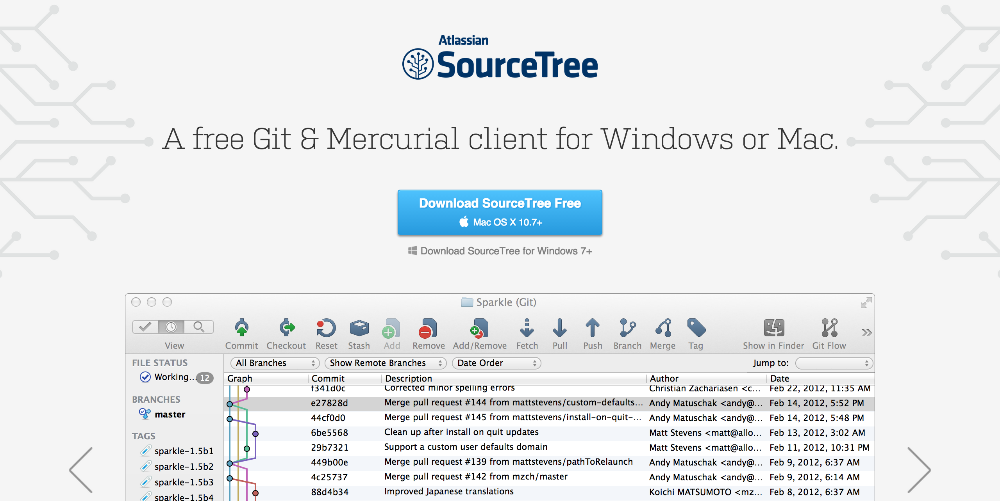 Atlassian
SourceTree
A free Git & Mercurial client for Windows or Mac.
Download SourceTree Free
Mac OS X 10.7+
Download SourceTree for Windows 7+
Sparkle (Git)
View Commit Checkout Reset Stash Add Remove Add/Remove Fetch Pull Push Branch Merge Tag Show in Finder Git Flow
FILE STATUS
Working... 12
BRANCHES
master
TAGS
sparkle-1.5b1
sparkle-1.5b2
sparkle-1.5b3
sparkle-1.5b4
All Branches Show Remote Branches Date Order Jump to:
Graph Commit Description Author Date
f341d0c Corrected minor spelling errors Christian Zachariasen <c... Feb 22, 2012, 11:35 AM
e27828d Merge pull request #144 from mattstevens/custom-defaults... Andy Matuschak <andy@... Feb 14, 2012, 5:52 PM
44cf0d0 Merge pull request #145 from mattstevens/install-on-quit-... Andy Matuschak <andy@... Feb 14, 2012, 5:48 PM
6be5568 Clean up after install on quit updates Matt Stevens <matt@allo... Feb 13, 2012, 3:02 AM
29b7321 Support a custom user defaults domain Matt Stevens <matt@allo... Feb 11, 2012, 10:31 PM
449b00e Merge pull request #139 from mattstevens/pathToRelaunch Andy Matuschak <andy@... Feb 9, 2012, 6:37 AM
4c25737 Merge pull request #142 from mzch/master Andy Matuschak <andy@... Feb 9, 2012, 6:14 AM
88d4b34 Improved Japanese translations Koichi MATSUMOTO <mz... Feb 8, 2012, 6:37 AM